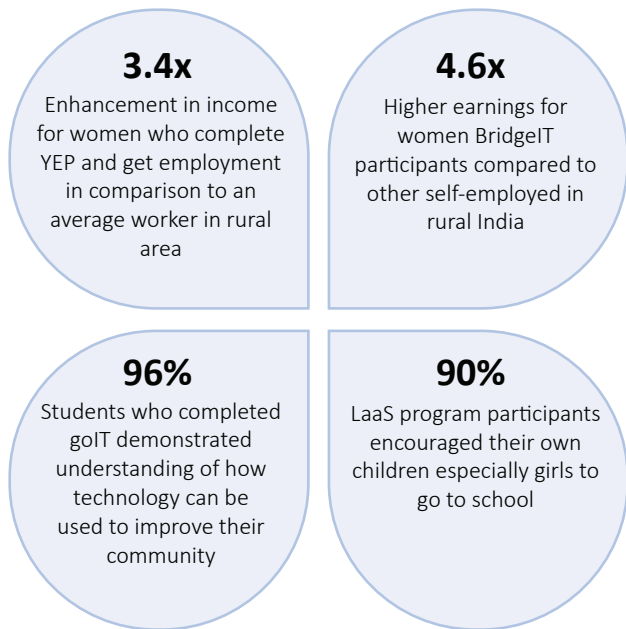 3.4x
Enhancement in income
for women who complete
YEP and get employment
in comparison to an
average worker in rural
area
4.6x
Higher earnings for
women BridgeIT
participants compared to
other self-employed in
rural India
96%
Students who completed
goIT demonstrated
understanding of how
technology can be
used to improve their
community
90%
LaaS program participants
encouraged their own
children especially girls to
go to school